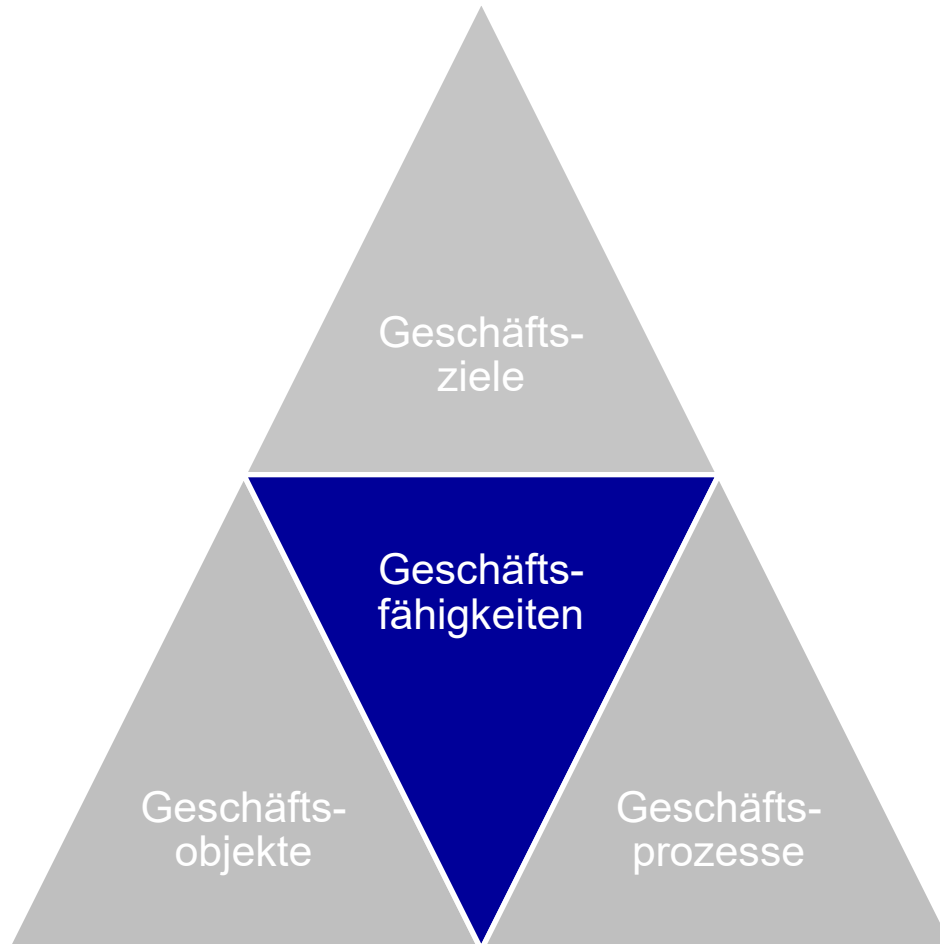 Geschäfts-
ziele
Geschäfts-
fähigkeiten
Geschäfts-
objekte
Geschäfts-
prozesse